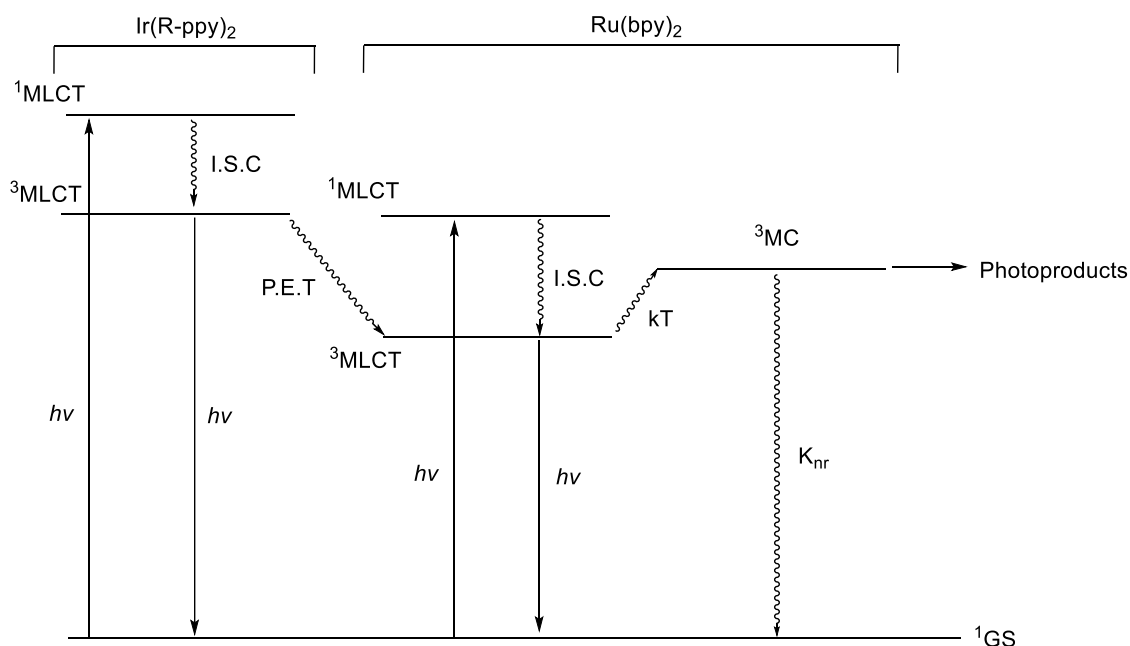 Ir(R-ppy)₂
Ru(bpy)₂
¹MLCT
I.S.C
³MLCT
¹MLCT
³MC
I.S.C
Photoproducts
P.E.T
kT
³MLCT
hv
hv
hv
hv
Kₙᵣ
¹GS